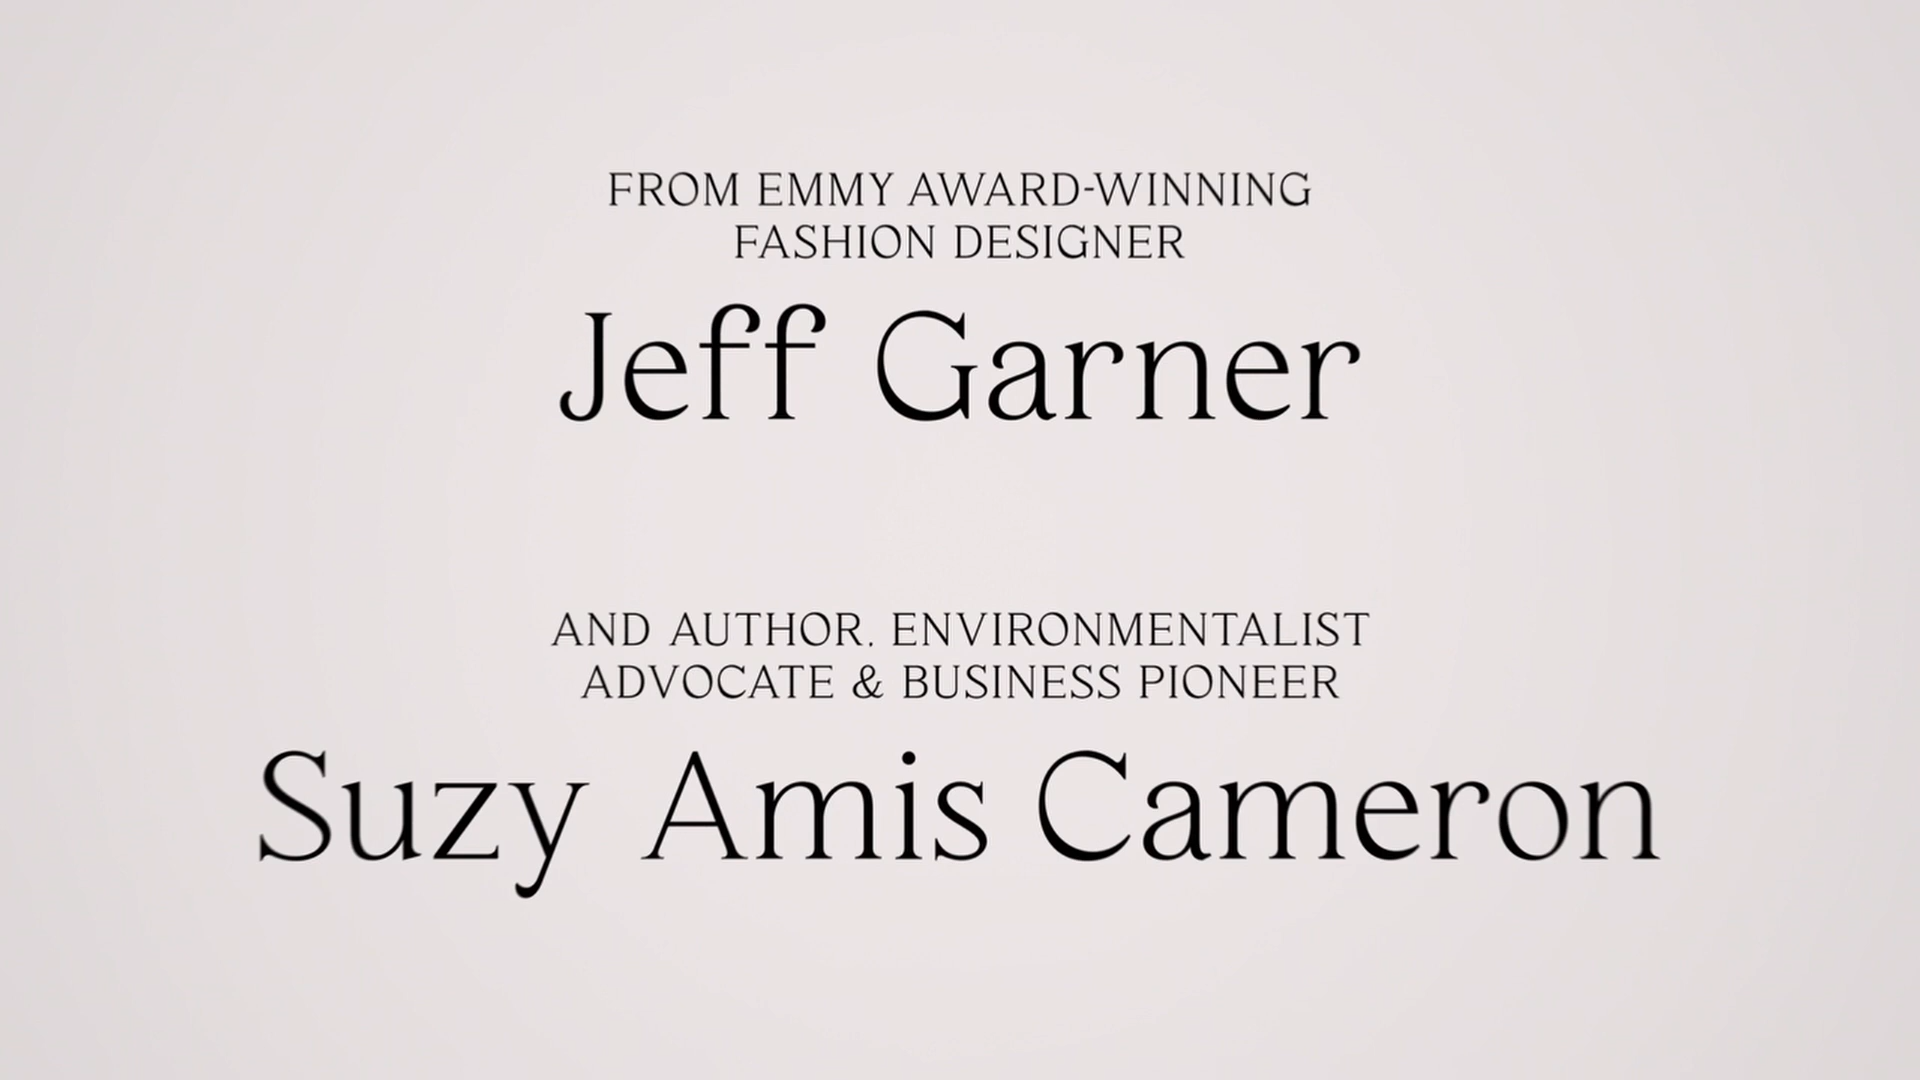 FROM EMMY AWARD-WINNING
FASHION DESIGNER
Jeff Garner
AND AUTHOR, ENVIRONMENTALIST
ADVOCATE & BUSINESS PIONEER
Suzy Amis Cameron